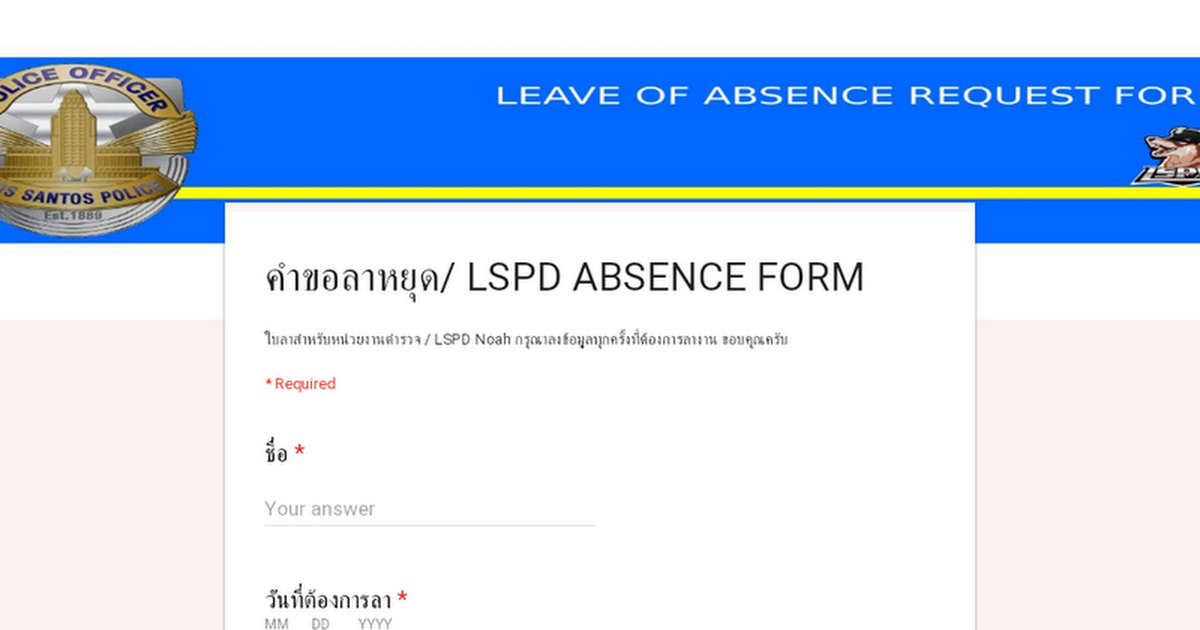 LICE OFFICER
LEAVE OF ABSENCE REQUEST FOR
SANTOS POLICE
Est.1889
คำขอลาหยุด/ LSPD ABSENCE FORM
ใบลาสำหรับหน่วยงานตำรวจ / LSPD Noah กรุณาลงข้อมูลทุกครั้งที่ต้องการลางาน ขอบคุณครับ
* Required
ชื่อ *
Your answer
วันที่ต้องการลา *
MM DD YYYY